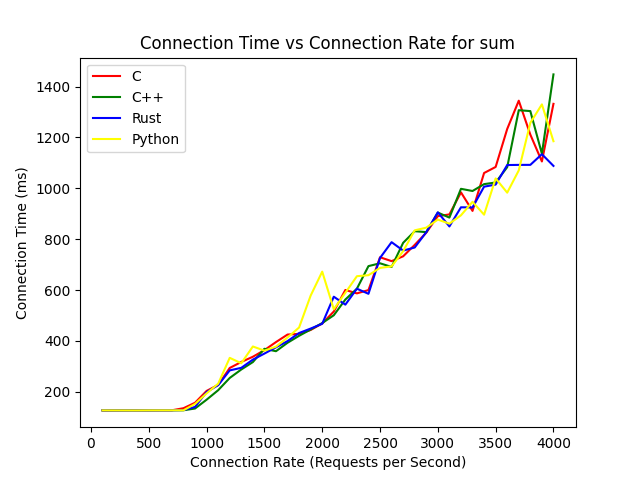 Connection Time vs Connection Rate for sum
C
C++
Rust
Python
1400
1200
1000
800
600
400
200
Connection Time (ms)
0 500 1000 1500 2000 2500 3000 3500 4000
Connection Rate (Requests per Second)